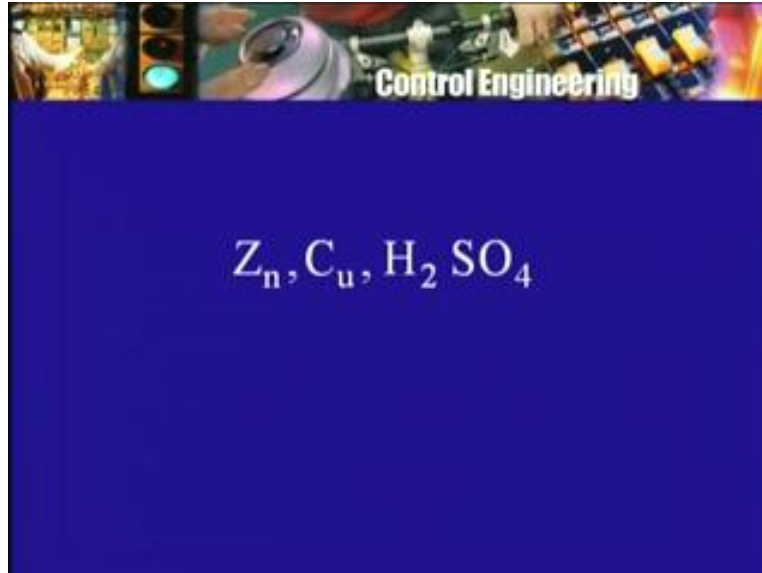 Control Engineering
Zₙ, Cᵤ, H₂ SO₄